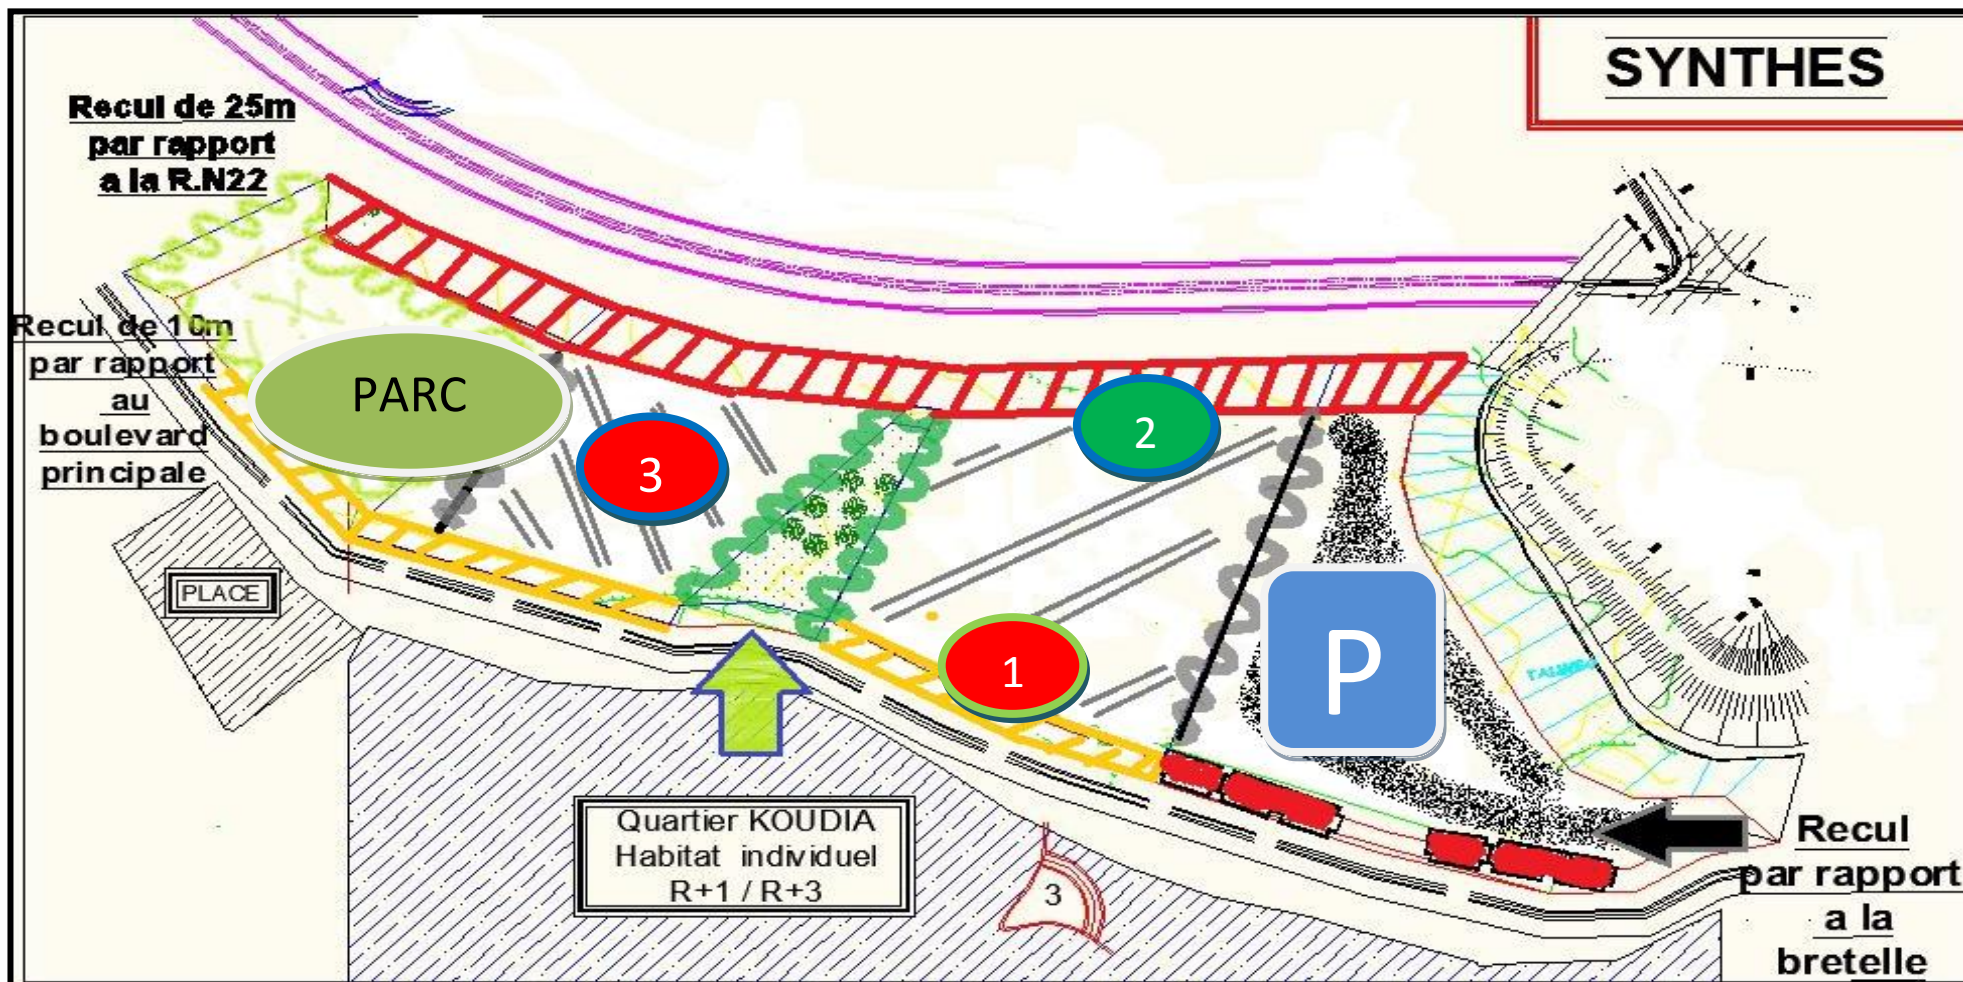 SYNTHES
Recul de 25m
par rapport
a la R.N22
Recul de 10m
par rapport
au
boulevard
principale
PARC
3
2
1
P
PLACE
Quartier KOUDIA
Habitat individuel
R+1 / R+3
3
Recul
par rapport
a la
bretelle